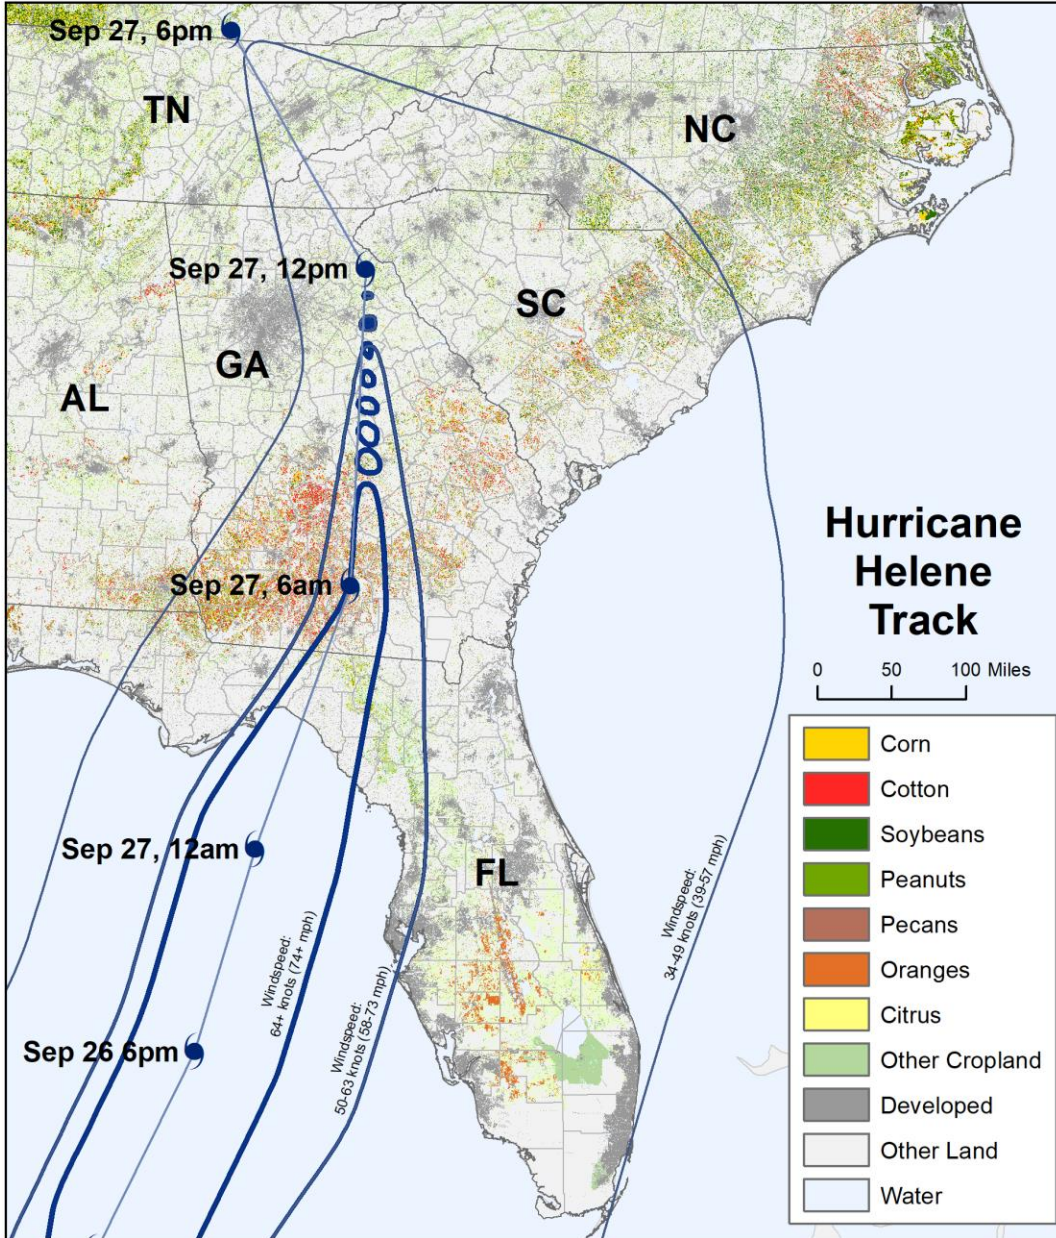 Sep 27, 6pm
TN
NC
Sep 27, 12pm
SC
GA
AL
Hurricane
Helene
Track
Sep 27, 6am
0 50 100 Miles
Corn
Cotton
Soybeans
Peanuts
Pecans
Oranges
Citrus
Other Cropland
Developed
Other Land
Water
Sep 27, 12am
FL
Windspeed:
34-49 knots (39-57 mph)
Windspeed:
64+ knots (74+ mph)
Windspeed:
50-63 knots (58-73 mph)
Sep 26 6pm